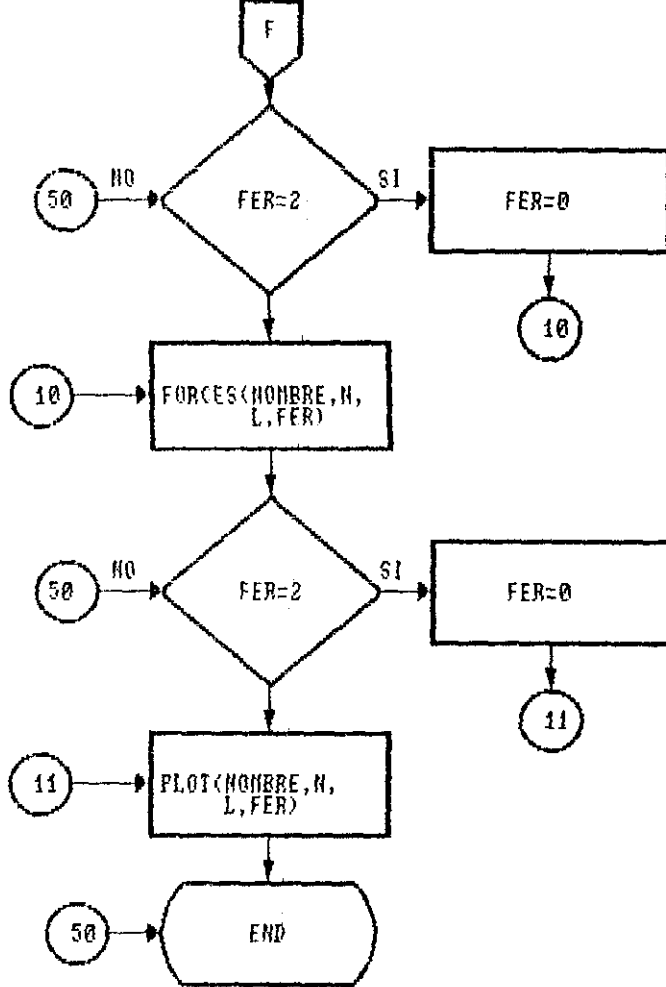 F
50
NO
FER=2
SI
FER=0
10
10
FORCES(NOMBRE,N,
L,FER)
50
NO
FER=2
SI
FER=0
11
11
PLOT(NOMBRE,N,
L,FER)
50
END